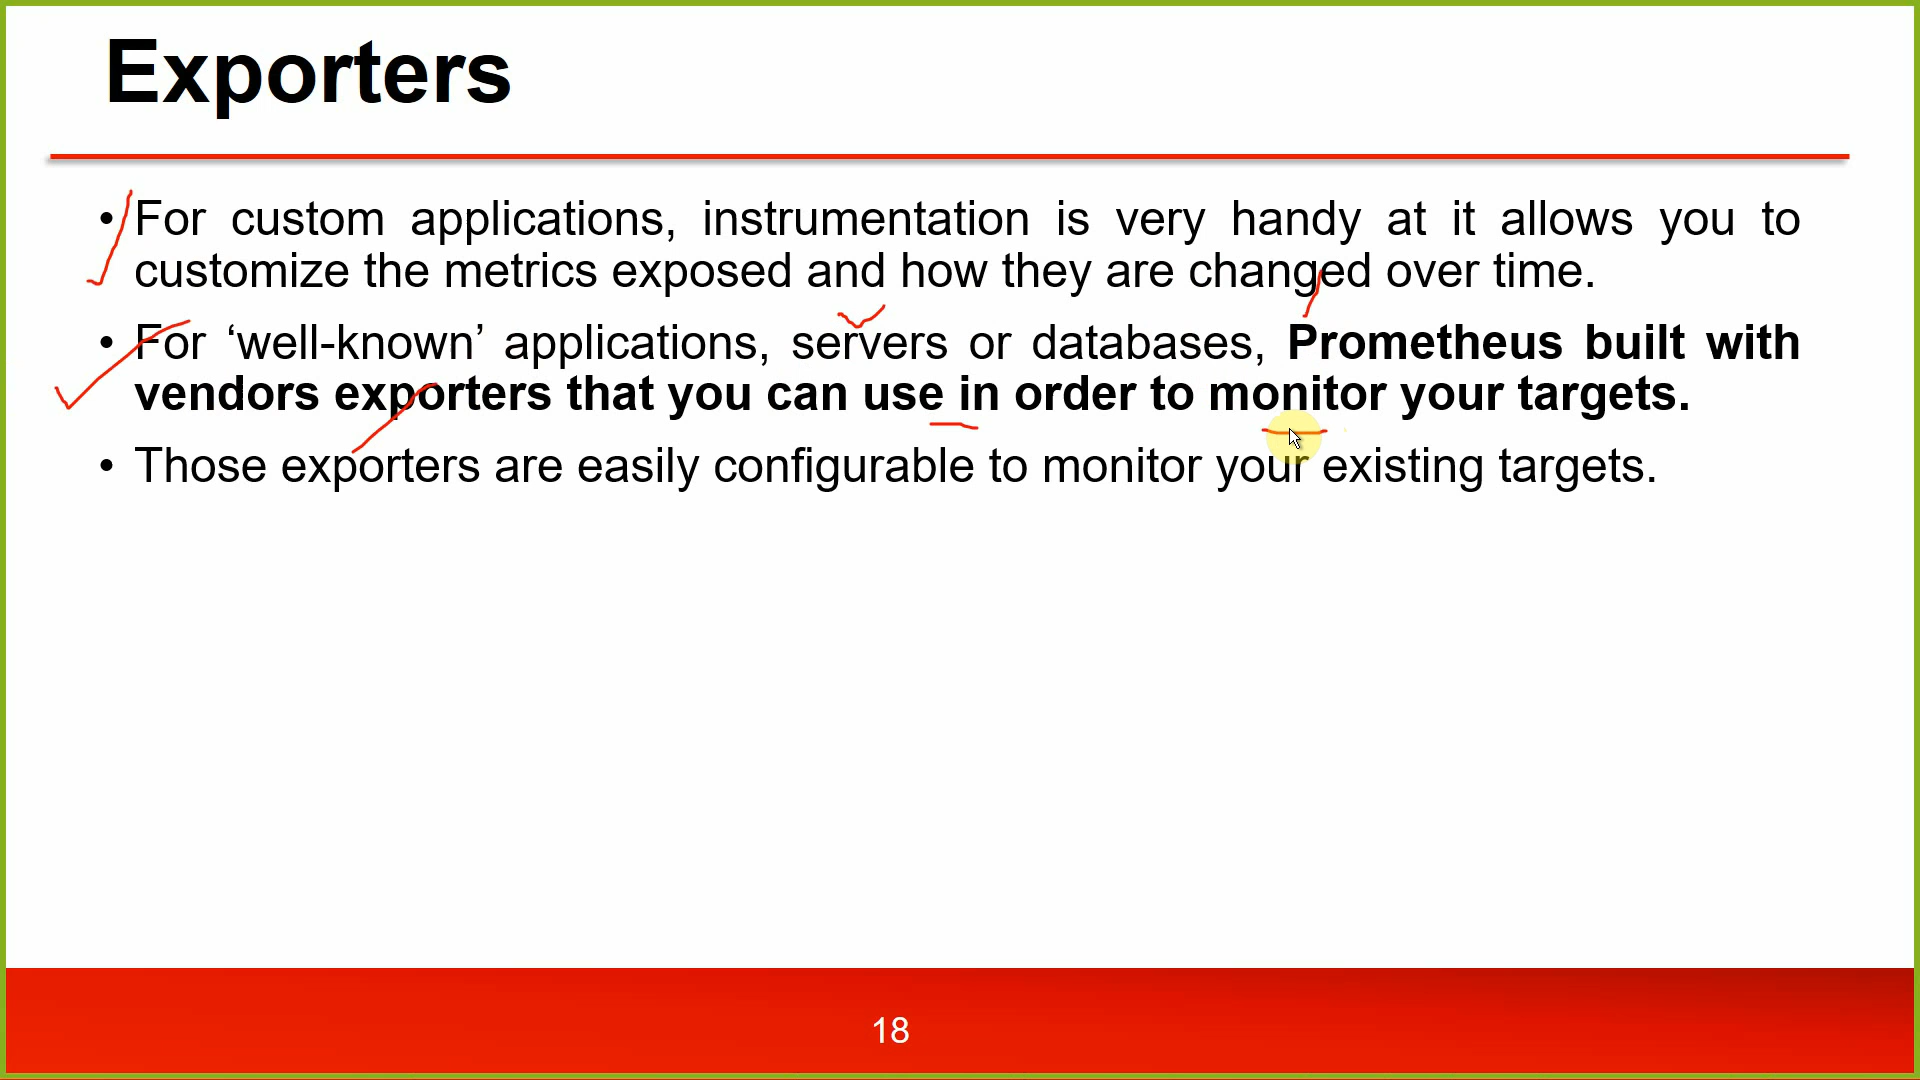 Exporters
• For custom applications, instrumentation is very handy at it allows you to
customize the metrics exposed and how they are changed over time.
• For ‘well-known’ applications, servers or databases, Prometheus built with
vendors exporters that you can use in order to monitor your targets.
• Those exporters are easily configurable to monitor your existing targets.
18